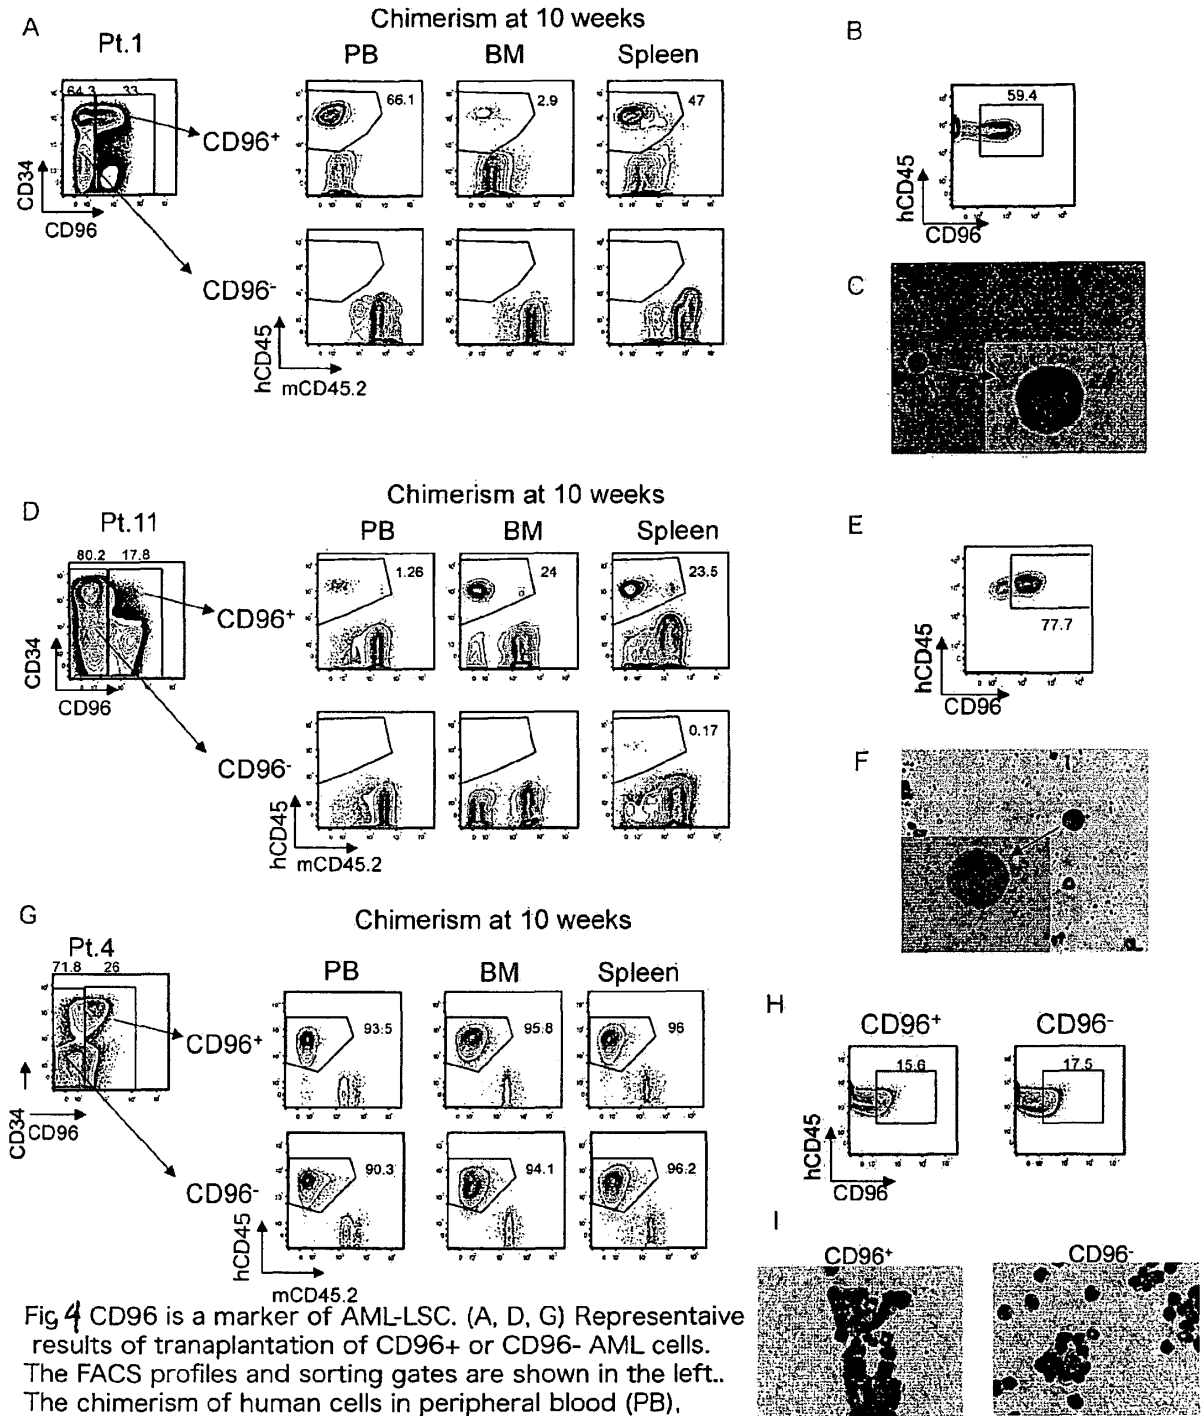 A
Pt.1
64.3 33
CD34
CD96
CD96+
CD96-
Chimerism at 10 weeks
PB BM Spleen
66.1 2.9 47
hCD45
mCD45.2
B
59.4
hCD45
CD96
C
D
Pt.11
80.2 17.8
CD34
CD96
CD96+
CD96-
Chimerism at 10 weeks
PB BM Spleen
1.26 24 23.5
0.17
hCD45
mCD45.2
E
77.7
hCD45
CD96
F
G
Pt.4
71.8 26
CD34
CD96
CD96+
CD96-
Chimerism at 10 weeks
PB BM Spleen
93.5 95.8 96
90.3 94.1 96.2
hCD45
mCD45.2
H
CD96+ CD96-
15.6 17.5
hCD45
CD96
I
CD96+ CD96-
Fig 4 CD96 is a marker of AML-LSC. (A, D, G) Representaive
results of tranaplantation of CD96+ or CD96- AML cells.
The FACS profiles and sorting gates are shown in the left..
The chimerism of human cells in peripheral blood (PB),